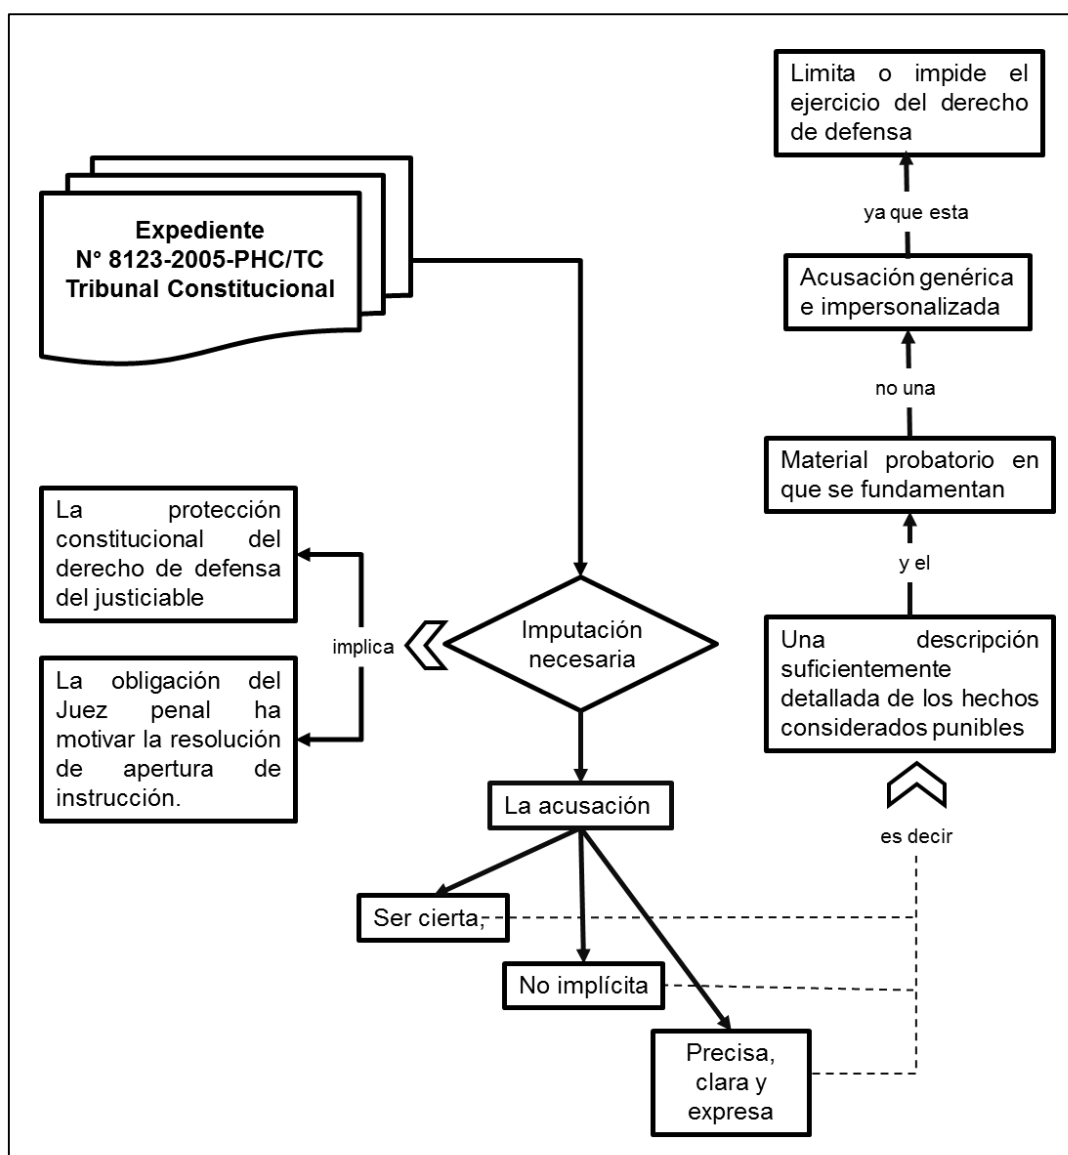 Expediente
N° 8123-2005-PHC/TC
Tribunal Constitucional
Imputación
necesaria
implica
La protección
constitucional del
derecho de defensa
del justiciable
La obligación del
Juez penal ha
motivar la resolución
de apertura de
instrucción.
La acusación
Ser cierta,
No implícita
Precisa,
clara y
expresa
es decir
Una descripción
suficientemente
detallada de los hechos
considerados punibles
y el
Material probatorio en
que se fundamentan
no una
Acusación genérica
e impersonalizada
ya que esta
Limita o impide el
ejercicio del derecho
de defensa